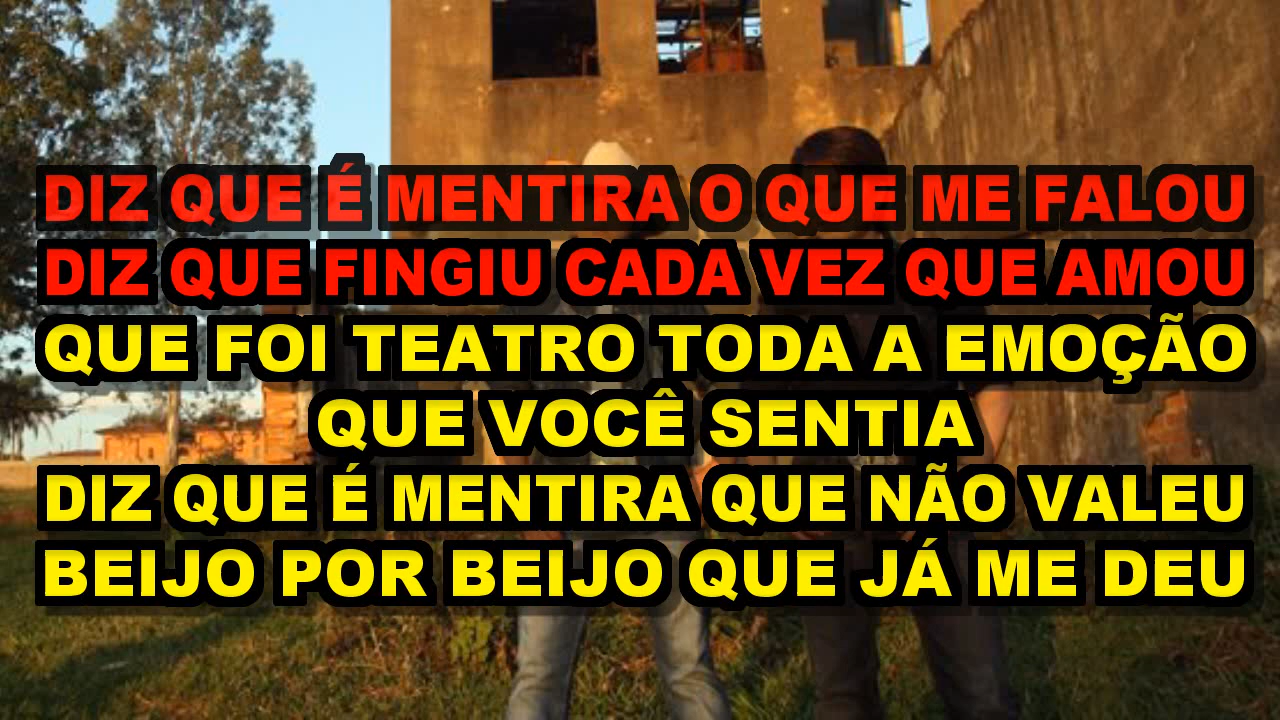 DIZ QUE É MENTIRA O QUE ME FALOU
DIZ QUE FINGIU CADA VEZ QUE AMOU
QUE FOI TEATRO TODA A EMOÇÃO
QUE VOCÊ SENTIA
DIZ QUE É MENTIRA QUE NÃO VALEU
BEIJO POR BEIJO QUE JÁ ME DEU